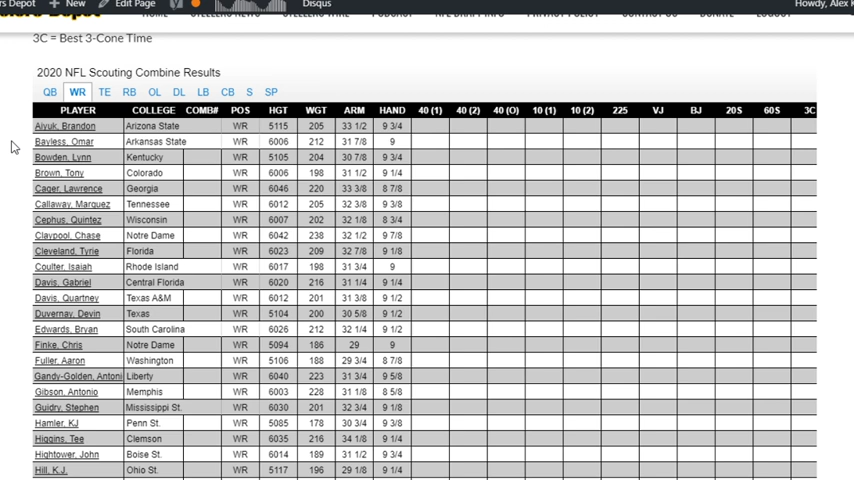 New Edit Page Disqus Howdy, Alex
3C = Best 3-Cone Time
2020 NFL Scouting Combine Results
QB WR TE RB OL DL LB CB S SP
PLAYER COLLEGE COMB# POS HGT WGT ARM HAND 40 (1) 40 (2) 40 (O) 10 (1) 10 (2) 225 VJ BJ 20S 60S 3C
Aiyuk, Brandon Arizona State WR 5115 205 33 1/2 9 3/4
Bayless, Omar Arkansas State WR 6006 212 31 7/8 9
Bowden, Lynn Kentucky WR 5105 204 30 7/8 9 3/4
Brown, Tony Colorado WR 6006 198 31 1/2 9 1/4
Cager, Lawrence Georgia WR 6046 220 33 3/8 8 7/8
Callaway, Marquez Tennessee WR 6012 205 32 3/8 9 3/8
Cephus, Quintez Wisconsin WR 6007 202 32 1/8 8 3/4
Claypool, Chase Notre Dame WR 6042 238 32 1/2 9 7/8
Cleveland, Tyrie Florida WR 6023 209 32 7/8 9 1/8
Coulter, Isaiah Rhode Island WR 6017 198 31 3/4 9
Davis, Gabriel Central Florida WR 6020 216 31 1/4 9 1/4
Davis, Quartney Texas A&M WR 6012 201 31 3/8 9 1/2
Duvernay, Devin Texas WR 5104 200 30 5/8 9 1/2
Edwards, Bryan South Carolina WR 6026 212 32 1/4 9 1/2
Finke, Chris Notre Dame WR 5094 186 29 9
Fuller, Aaron Washington WR 5106 188 29 3/4 8 7/8
Gandy-Golden, Antoni Liberty WR 6040 223 31 3/4 9 5/8
Gibson, Antonio Memphis WR 6003 228 31 1/8 8 5/8
Guidry, Stephen Mississippi St. WR 6030 201 32 3/4 9 1/8
Hamler, KJ Penn St. WR 5085 178 30 3/4 9 3/8
Higgins, Tee Clemson WR 6035 216 34 1/8 9 1/4
Hightower, John Boise St. WR 6014 189 31 1/2 9 3/4
Hill, K.J. Ohio St. WR 5117 196 29 1/8 9 1/4